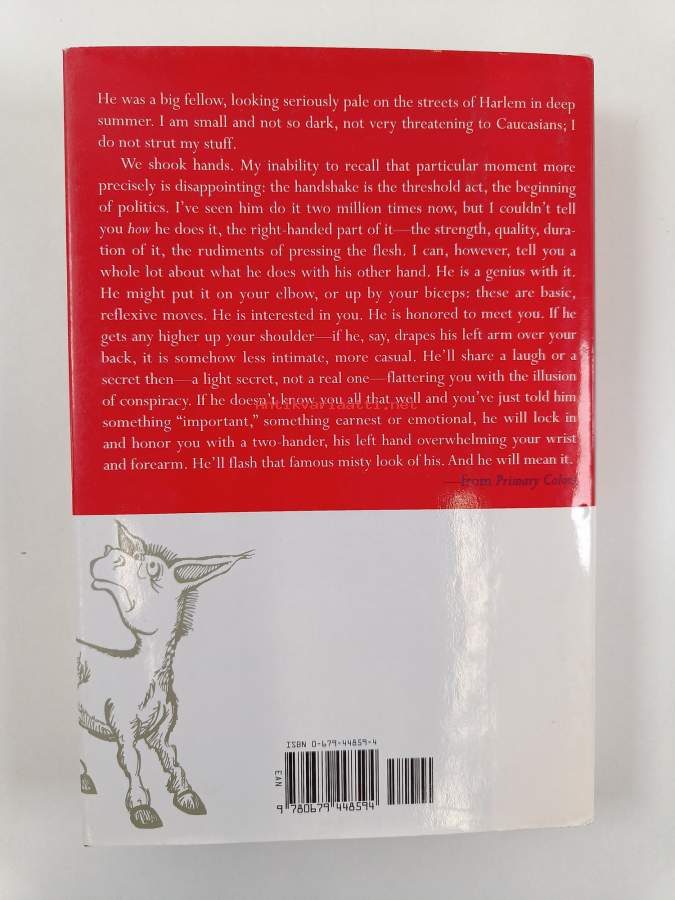 He was a big fellow, looking seriously pale on the streets of Harlem in deep
summer. I am small and not so dark, not very threatening to Caucasians; I
do not strut my stuff.
We shook hands. My inability to recall that particular moment more
precisely is disappointing: the handshake is the threshold act, the beginning
of politics. I've seen him do it two million times now, but I couldn't tell
you how he does it, the right-handed part of it—the strength, quality, dura-
tion of it, the rudiments of pressing the flesh. I can, however, tell you a
whole lot about what he does with his other hand. He is a genius with it.
He might put it on your elbow, or up by your biceps: these are basic,
reflexive moves. He is interested in you. He is honored to meet you. If he
gets any higher up your shoulder—if he, say, drapes his left arm over your
back, it is somehow less intimate, more casual. He'll share a laugh or a
secret then—a light secret, not a real one—flattering you with the illusion
of conspiracy. If he doesn't know you all that well and you've just told him
antikvariaatti.net
something "important," something earnest or emotional, he will lock in
and honor you with a two-hander, his left hand overwhelming your wrist
and forearm. He'll flash that famous misty look of his. And he will mean it.
—from Primary Colors
ISBN 0-679-44859-4
EAN
9 780679 448594